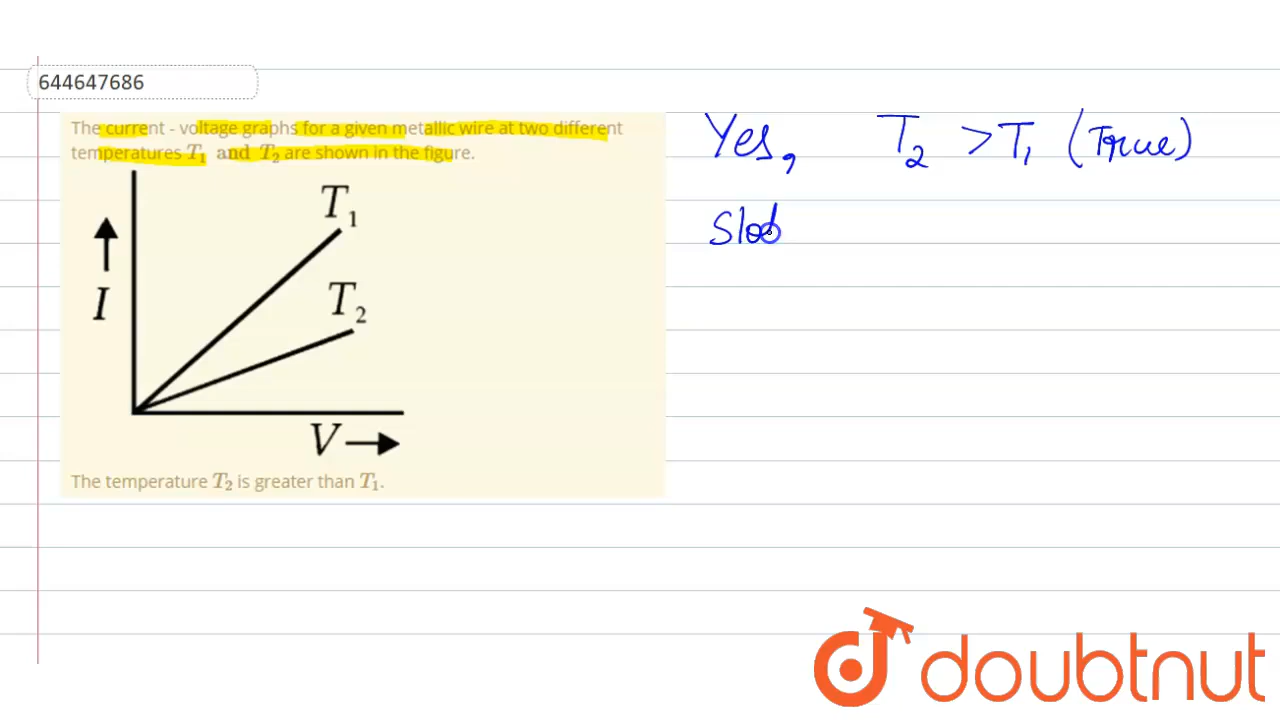 644647686
The current - voltage graphs for a given metallic wire at two different
temperatures T₁ and T₂ are shown in the figure.
T₁
T₂
I
V
The temperature T₂ is greater than T₁.
Yes, T₂ > T₁ (True)
doubtnut